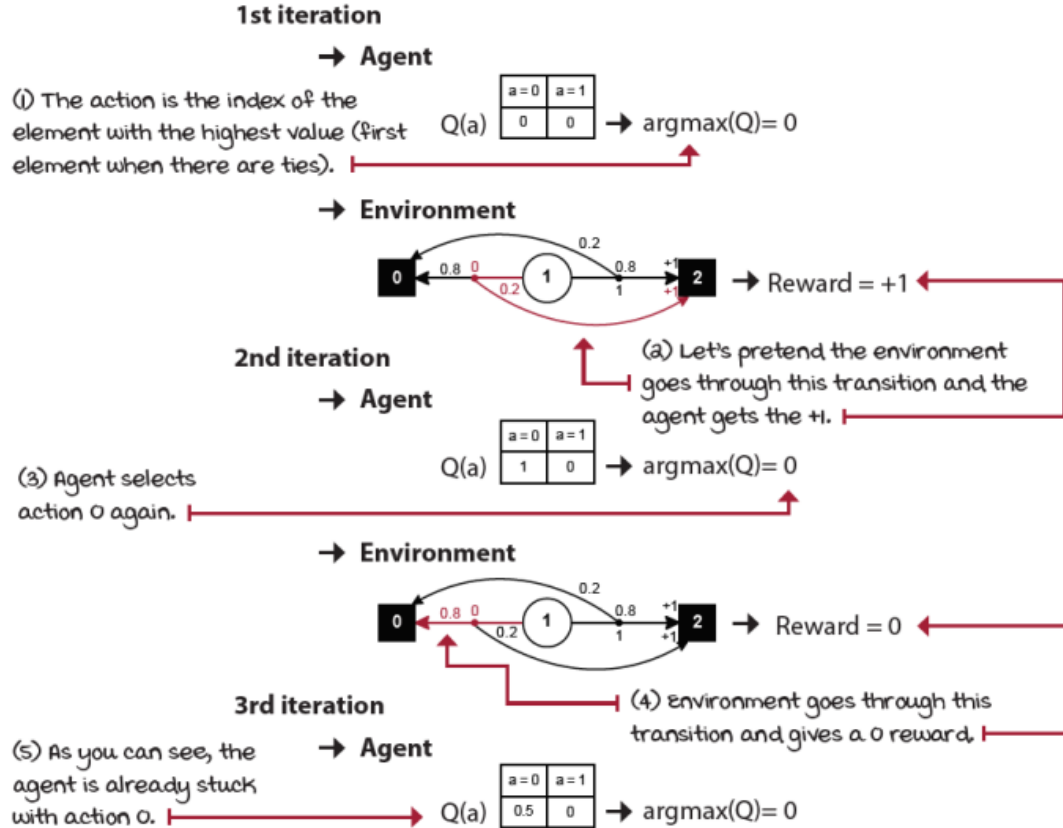 1st iteration
→ Agent
(1) The action is the index of the
element with the highest value (first
element when there are ties).
a = 0 a = 1
Q(a) 0 0 → argmax(Q)= 0
→ Environment
0.2
0 0.8 0 1 0.8 +1 2 → Reward = +1
0.2 1 +1
2nd iteration
(2) Let's pretend the environment
goes through this transition and the
agent gets the +1.
→ Agent
a = 0 a = 1
Q(a) 1 0 → argmax(Q)= 0
(3) Agent selects
action 0 again.
→ Environment
0.2
0 0.8 0 1 0.8 +1 2 → Reward = 0
0.2 1 +1
(4) Environment goes through this
transition and gives a 0 reward.
3rd iteration
→ Agent
(5) As you can see, the
agent is already stuck
with action 0.
a = 0 a = 1
Q(a) 0.5 0 → argmax(Q)= 0